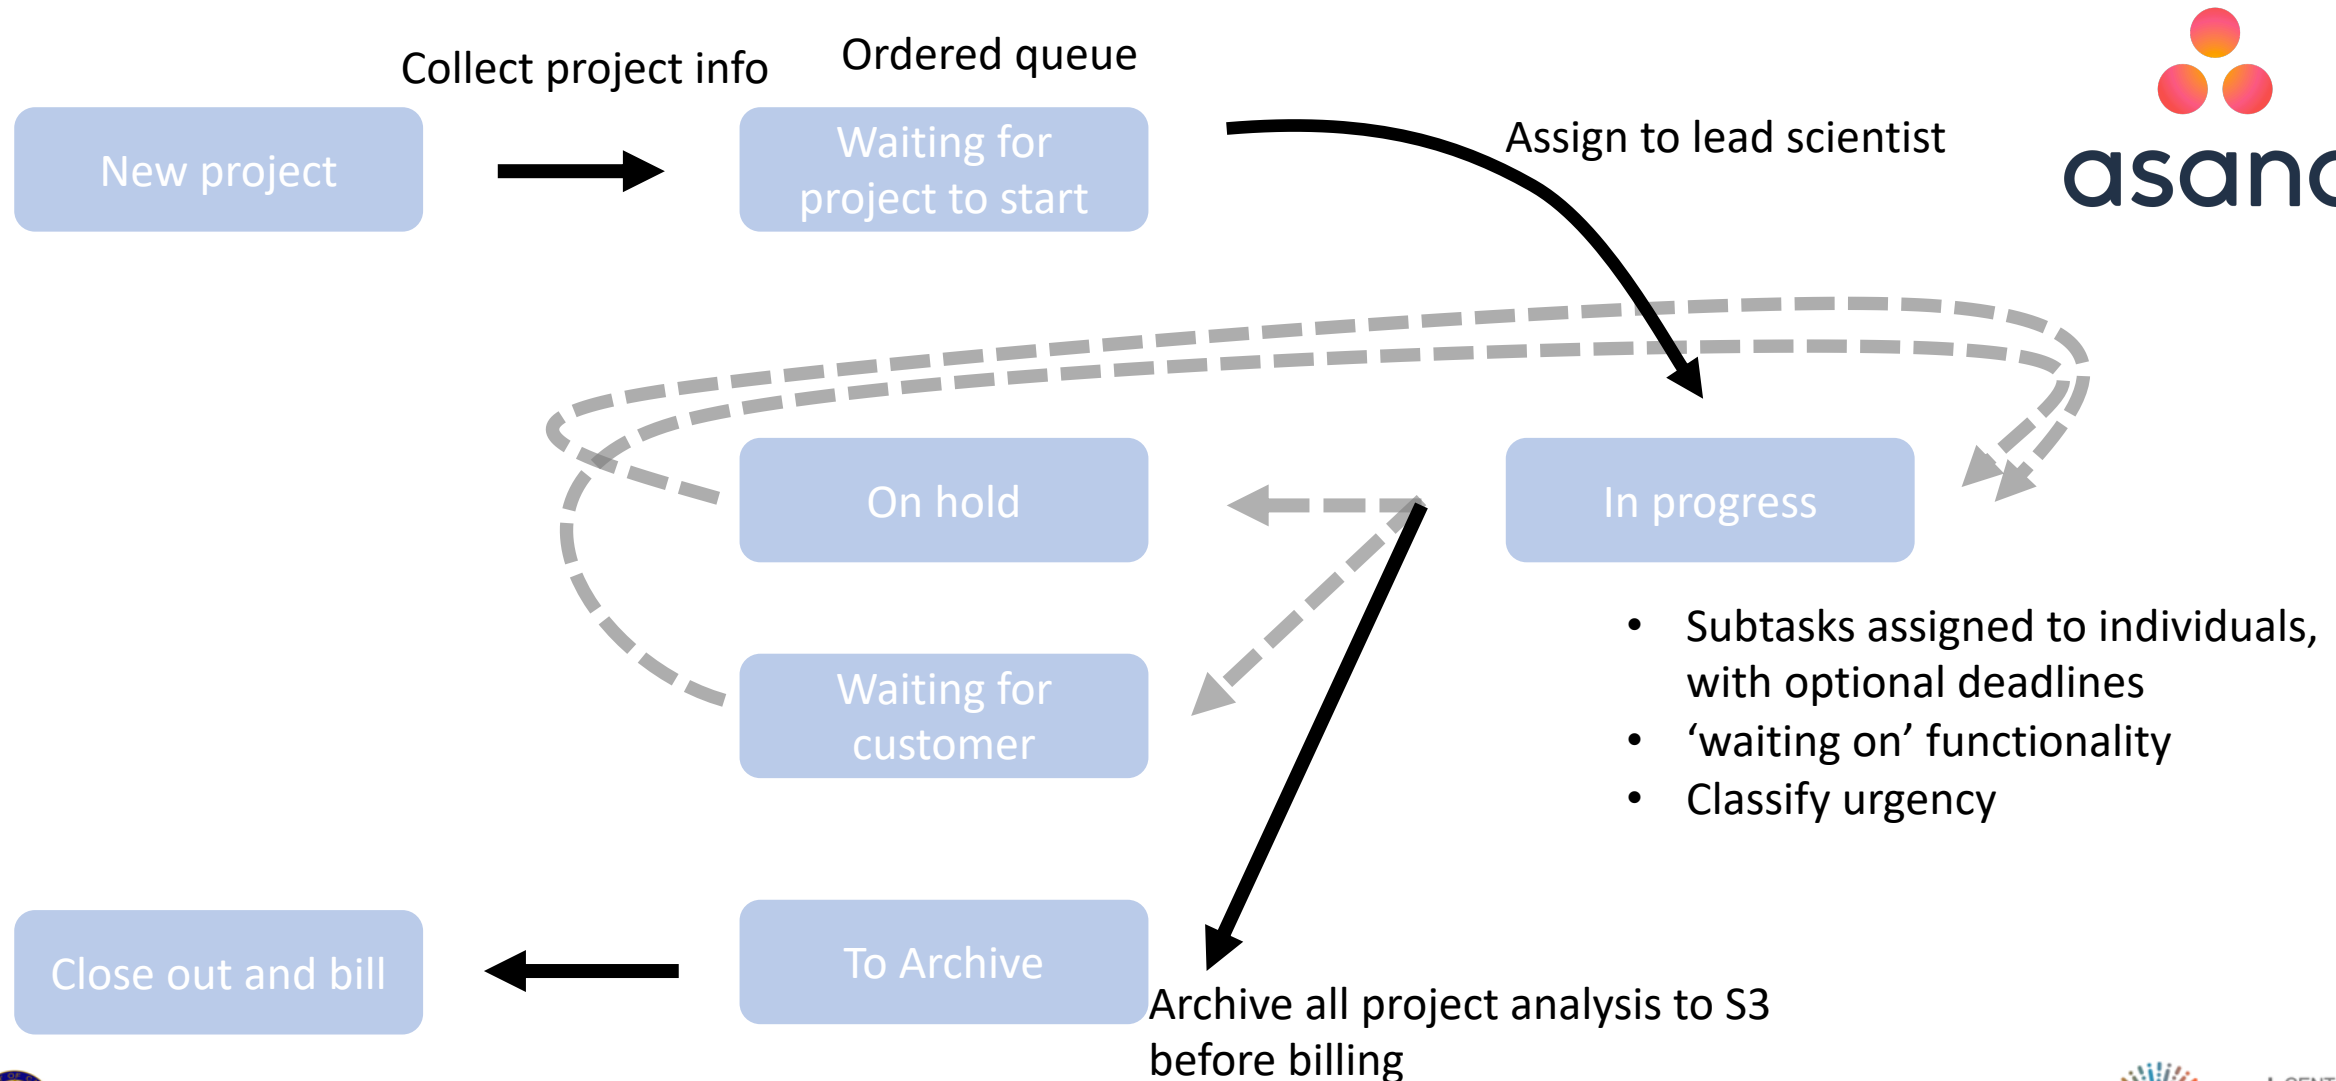 Collect project info
Ordered queue
New project
Waiting for
project to start
Assign to lead scientist
asana
On hold
In progress
• Subtasks assigned to individuals,
with optional deadlines
• ‘waiting on’ functionality
• Classify urgency
Waiting for
customer
Close out and bill
To Archive
Archive all project analysis to S3
before billing